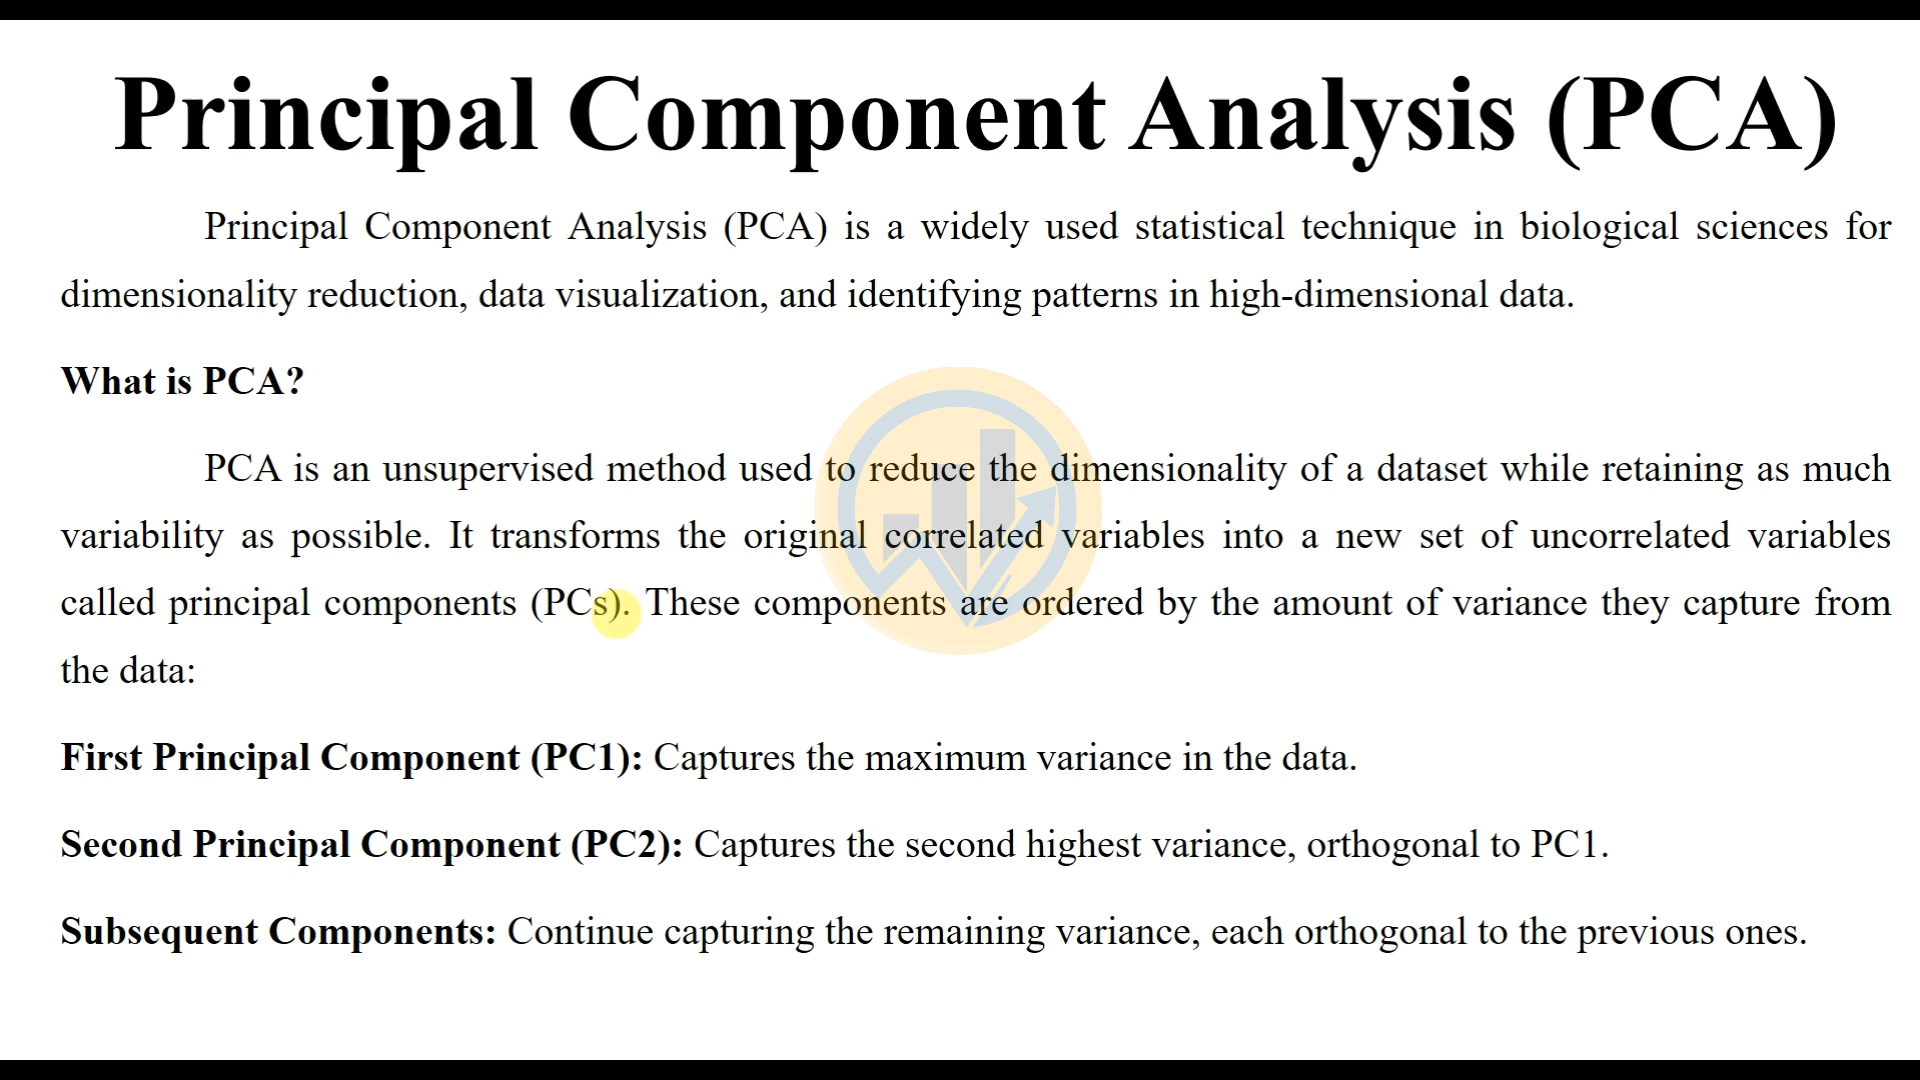 Principal Component Analysis (PCA)
Principal Component Analysis (PCA) is a widely used statistical technique in biological sciences for
dimensionality reduction, data visualization, and identifying patterns in high-dimensional data.
What is PCA?
PCA is an unsupervised method used to reduce the dimensionality of a dataset while retaining as much
variability as possible. It transforms the original correlated variables into a new set of uncorrelated variables
called principal components (PCs). These components are ordered by the amount of variance they capture from
the data:
First Principal Component (PC1): Captures the maximum variance in the data.
Second Principal Component (PC2): Captures the second highest variance, orthogonal to PC1.
Subsequent Components: Continue capturing the remaining variance, each orthogonal to the previous ones.